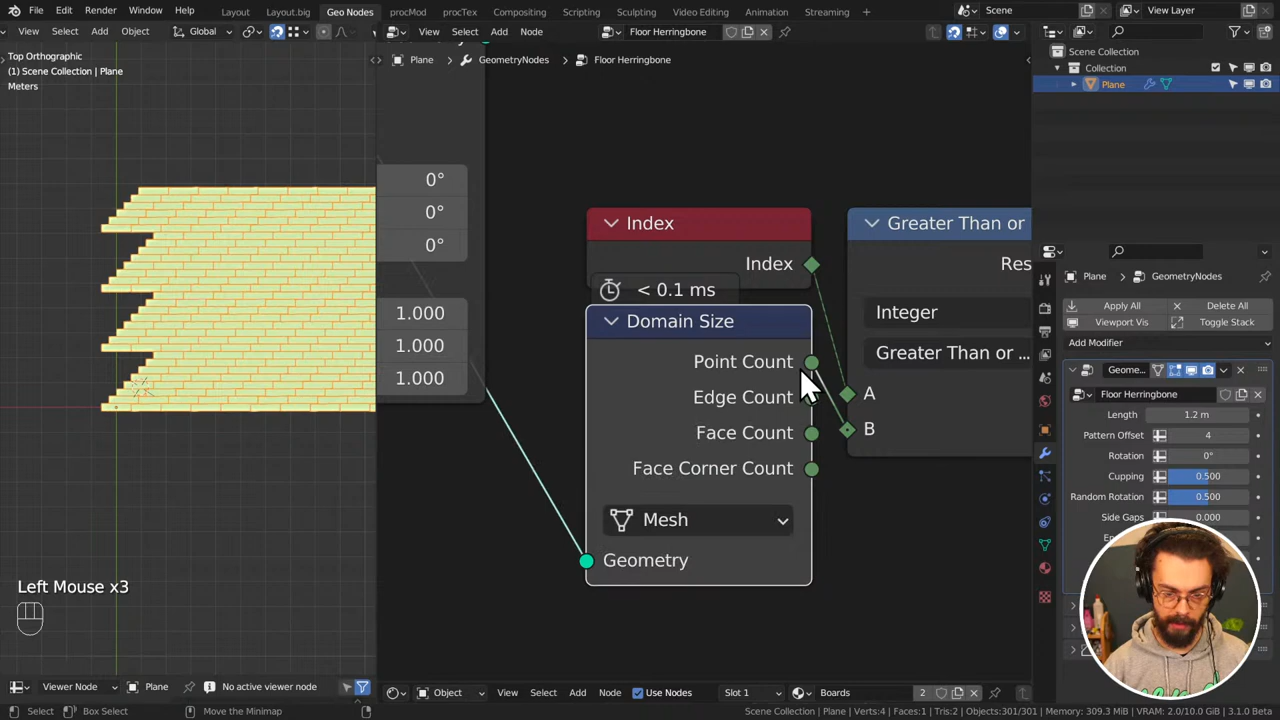 File Edit Render Window Help Layout Layout.big Geo Nodes procMod procTex Compositing Scripting Sculpting Video Editing Animation Streaming + Scene View Layer
View Select Add Object Global View Select Add Node Floor Herringbone
Top Orthographic
(1) Scene Collection | Plane
Meters
Plane GeometryNodes Floor Herringbone
Scene Collection
Collection
Plane
0°
0°
0°
1.000
1.000
1.000
Index
Index
< 0.1 ms
Domain Size
Point Count
Edge Count
Face Count
Face Corner Count
Mesh
Geometry
Greater Than or
Res
Integer
Greater Than or ...
A
B
Plane GeometryNodes
Apply All Delete All
Viewport Vis Toggle Stack
Add Modifier
Geome...
Floor Herringbone
Length 1.2 m
Pattern Offset 4
Rotation 0°
Cupping 0.500
Random Rotation 0.500
Side Gaps 0.000
Left Mouse x3
Viewer Node Plane No active viewer node Object View Select Add Node Use Nodes Slot 1 Boards 2
Select Box Select Move the Minimap Scene Collection | Plane | Verts:4 | Faces:1 | Tris:2 | Objects:301/301 | Memory: 309.3 MiB | VRAM: 2.0/10.0 GiB | 3.1.0 Beta